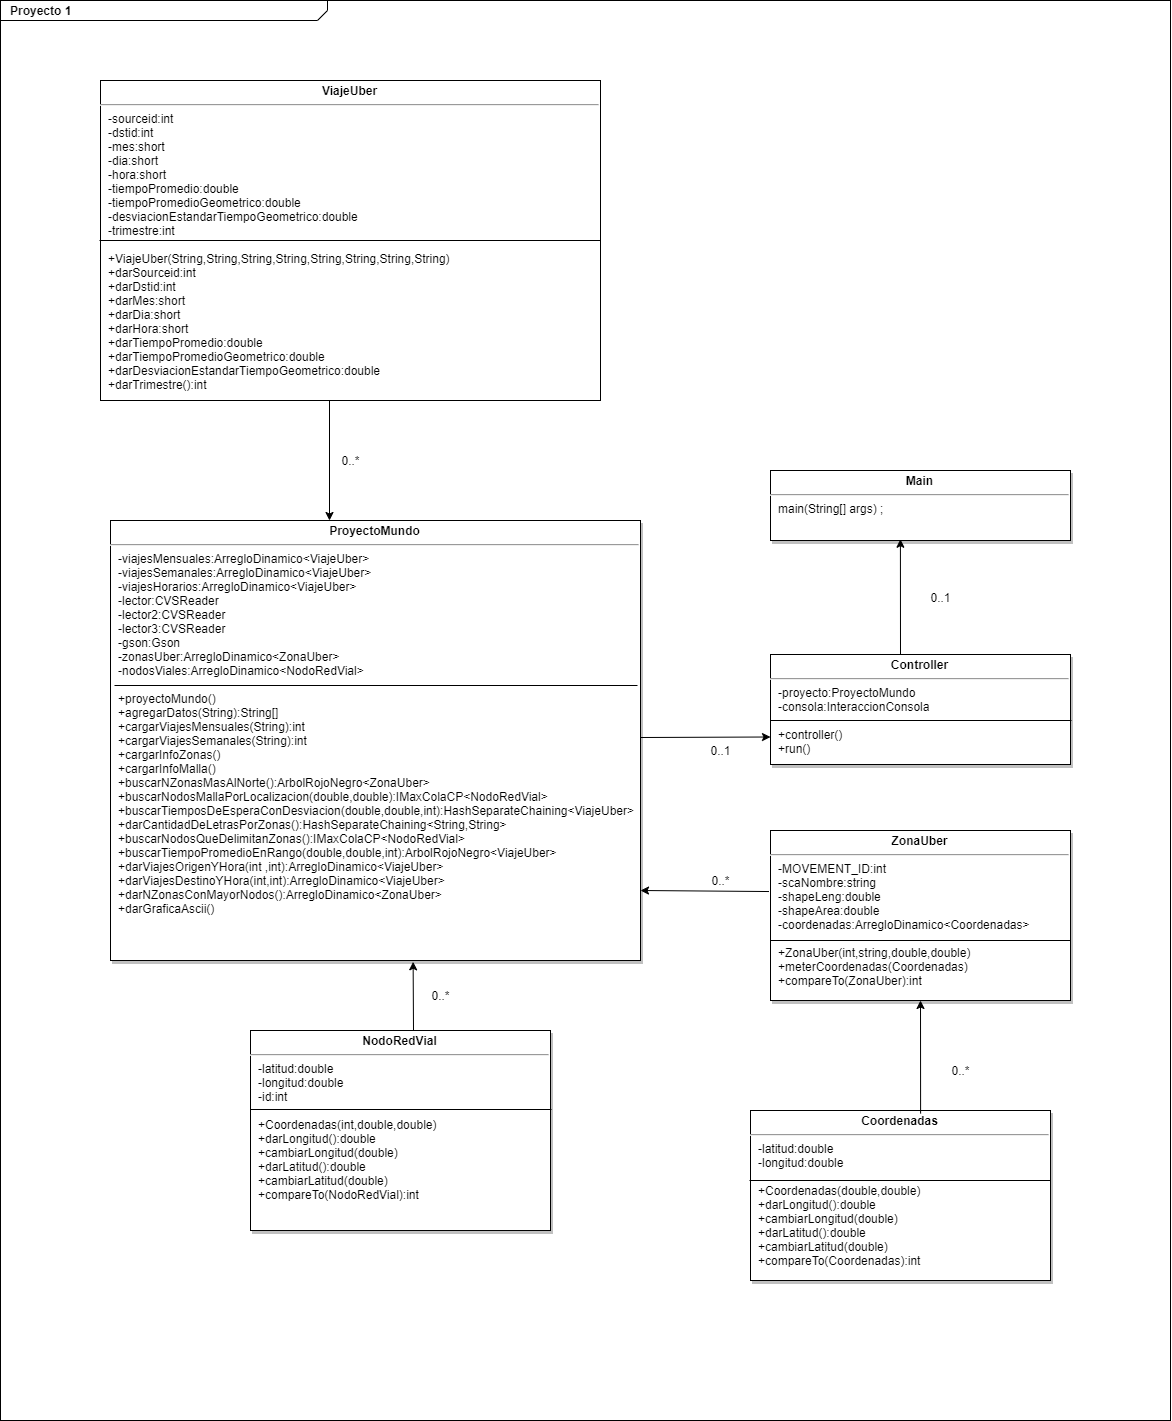 Proyecto 1
ViajeUber
-sourceid:int
-dstid:int
-mes:short
-dia:short
-hora:short
-tiempoPromedio:double
-tiempoPromedioGeometrico:double
-desviacionEstandarTiempoGeometrico:double
-trimestre:int
+ViajeUber(String,String,String,String,String,String,String,String)
+darSourceid:int
+darDstid:int
+darMes:short
+darDia:short
+darHora:short
+darTiempoPromedio:double
+darTiempoPromedioGeometrico:double
+darDesviacionEstandarTiempoGeometrico:double
+darTrimestre():int
0..*
ProyectoMundo
-viajesMensuales:ArregloDinamico<ViajeUber>
-viajesSemanales:ArregloDinamico<ViajeUber>
-viajesHorarios:ArregloDinamico<ViajeUber>
-lector:CVSReader
-lector2:CVSReader
-lector3:CVSReader
-gson:Gson
-zonasUber:ArregloDinamico<ZonaUber>
-nodosViales:ArregloDinamico<NodoRedVial>
+proyectoMundo()
+agregarDatos(String):String[]
+cargarViajesMensuales(String):int
+cargarViajesSemanales(String):int
+cargarInfoZonas()
+cargarInfoMalla()
+buscarNZonasMasAlNorte():ArbolRojoNegro<ZonaUber>
+buscarNodosMallaPorLocalizacion(double,double):IMaxColaCP<NodoRedVial>
+buscarTiemposDeEsperaConDesviacion(double,double,int):HashSeparateChaining<ViajeUber>
+darCantidadDeLetrasPorZonas():HashSeparateChaining<String,String>
+buscarNodosQueDelimitanZonas():IMaxColaCP<NodoRedVial>
+buscarTiempoPromedioEnRango(double,double,int):ArbolRojoNegro<ViajeUber>
+darViajesOrigenYHora(int ,int):ArregloDinamico<ViajeUber>
+darViajesDestinoYHora(int,int):ArregloDinamico<ViajeUber>
+darNZonasConMayorNodos():ArregloDinamico<ZonaUber>
+darGraficaAscii()
Main
main(String[] args) ;
0..1
Controller
-proyecto:ProyectoMundo
-consola:InteraccionConsola
+controller()
+run()
0..1
ZonaUber
-MOVEMENT_ID:int
-scaNombre:string
-shapeLeng:double
-shapeArea:double
-coordenadas:ArregloDinamico<Coordenadas>
+ZonaUber(int,string,double,double)
+meterCoordenadas(Coordenadas)
+compareTo(ZonaUber):int
0..*
0..*
NodoRedVial
-latitud:double
-longitud:double
-id:int
+Coordenadas(int,double,double)
+darLongitud():double
+cambiarLongitud(double)
+darLatitud():double
+cambiarLatitud(double)
+compareTo(NodoRedVial):int
0..*
Coordenadas
-latitud:double
-longitud:double
+Coordenadas(double,double)
+darLongitud():double
+cambiarLongitud(double)
+darLatitud():double
+cambiarLatitud(double)
+compareTo(Coordenadas):int